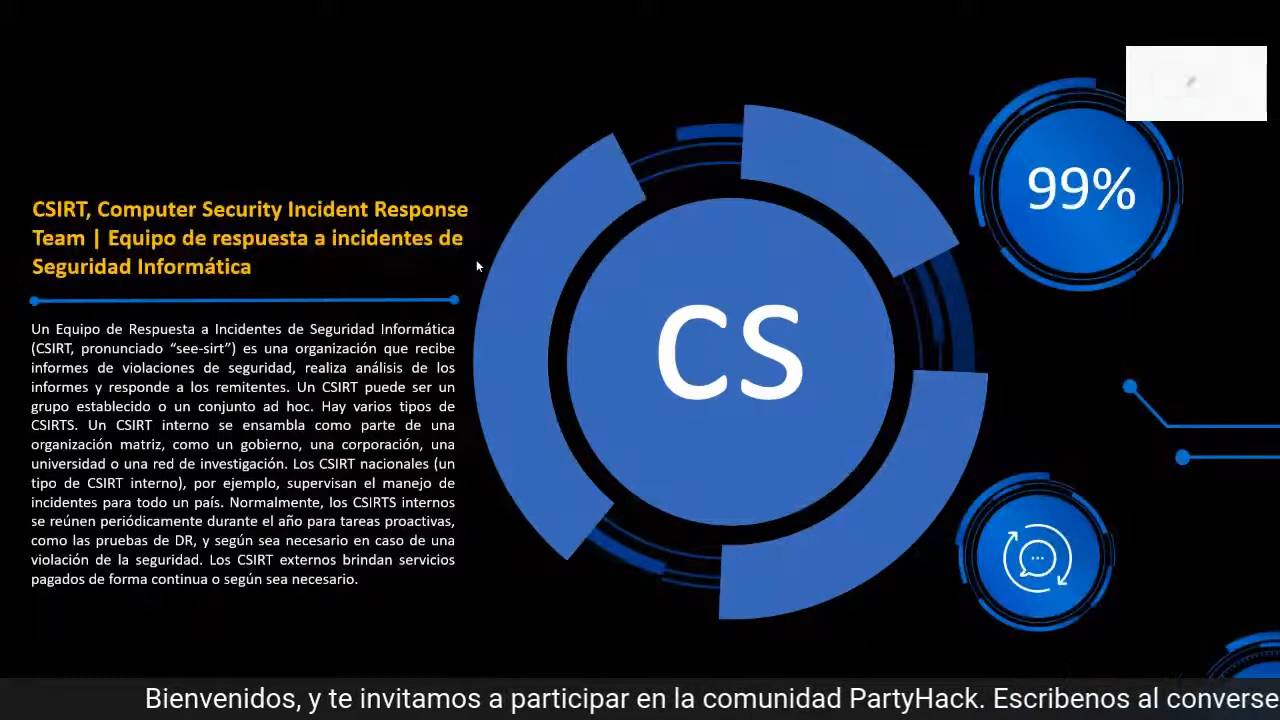 CSIRT, Computer Security Incident Response
Team | Equipo de respuesta a incidentes de
Seguridad Informática
Un Equipo de Respuesta a Incidentes de Seguridad Informática
(CSIRT, pronunciado “see-sirt”) es una organización que recibe
informes de violaciones de seguridad, realiza análisis de los
informes y responde a los remitentes. Un CSIRT puede ser un
grupo establecido o un conjunto ad hoc. Hay varios tipos de
CSIRTS. Un CSIRT interno se ensambla como parte de una
organización matriz, como un gobierno, una corporación, una
universidad o una red de investigación. Los CSIRT nacionales (un
tipo de CSIRT interno), por ejemplo, supervisan el manejo de
incidentes para todo un país. Normalmente, los CSIRTS internos
se reúnen periódicamente durante el año para tareas proactivas,
como las pruebas de DR, y según sea necesario en caso de una
violación de la seguridad. Los CSIRT externos brindan servicios
pagados de forma continua o según sea necesario.
CS
99%
Bienvenidos, y te invitamos a participar en la comunidad PartyHack. Escribenos al converse